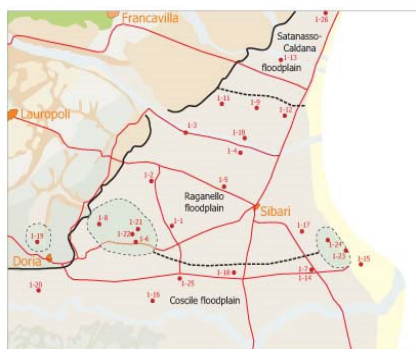 1-26
Francavilla
Satanasso-
Caldana
floodplain
1-13
1-11
1-9
1-12
Lauropoli
1-3
1-10
1-4
1-2
1-5
Raganello
floodplain
Sibari
1-8
1-21
1-22
1-6
1-1
1-17
1-24
1-23
1-19
Doria
1-15
1-18
1-7
1-14
1-25
1-20
1-16
Coscile floodplain